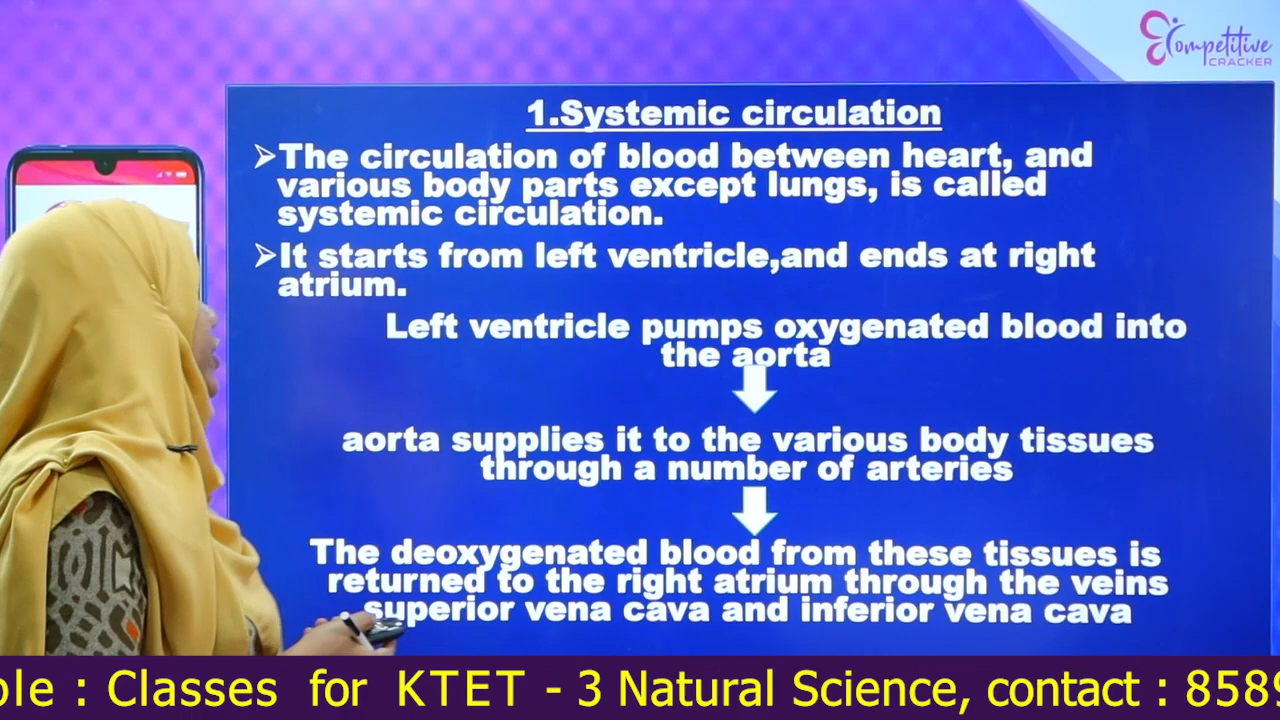 Competitive
CRACKER
1.Systemic circulation
➢The circulation of blood between heart, and
various body parts except lungs, is called
systemic circulation.
➢It starts from left ventricle,and ends at right
atrium.
Left ventricle pumps oxygenated blood into
the aorta
aorta supplies it to the various body tissues
through a number of arteries
The deoxygenated blood from these tissues is
returned to the right atrium through the veins
superior vena cava and inferior vena cava
: Classes for KTET - 3 Natural Science, contact : 8589